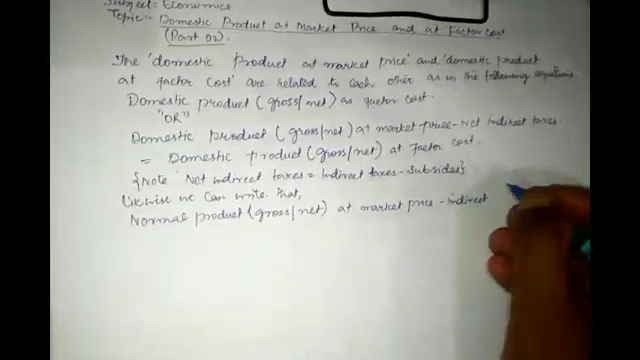 Subject: Economics
Topic:- Domestic Product at Market Price and at Factor Cost
(Part 02).
The 'domestic product at market price' and 'domestic product
at factor cost' are related to each other as in the following equations.
Domestic product (gross/net) as factor cost.
"OR"
Domestic product (gross/net) at market price - Net Indirect taxes.
= Domestic product (gross/net) at factor cost.
{Note Net indirect taxes = Indirect taxes - Subsides}
Likewise we can write that,
Normal product (gross/net) at market price - indirect